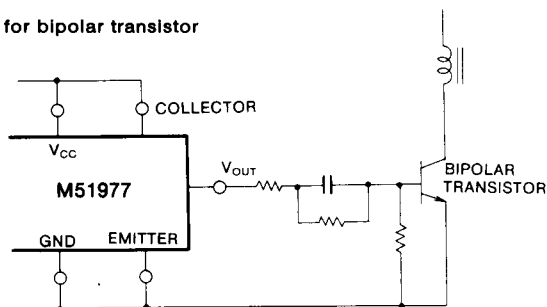 for bipolar transistor
COLLECTOR
VCC
VOUT
BIPOLAR
TRANSISTOR
M51977
GND
EMITTER